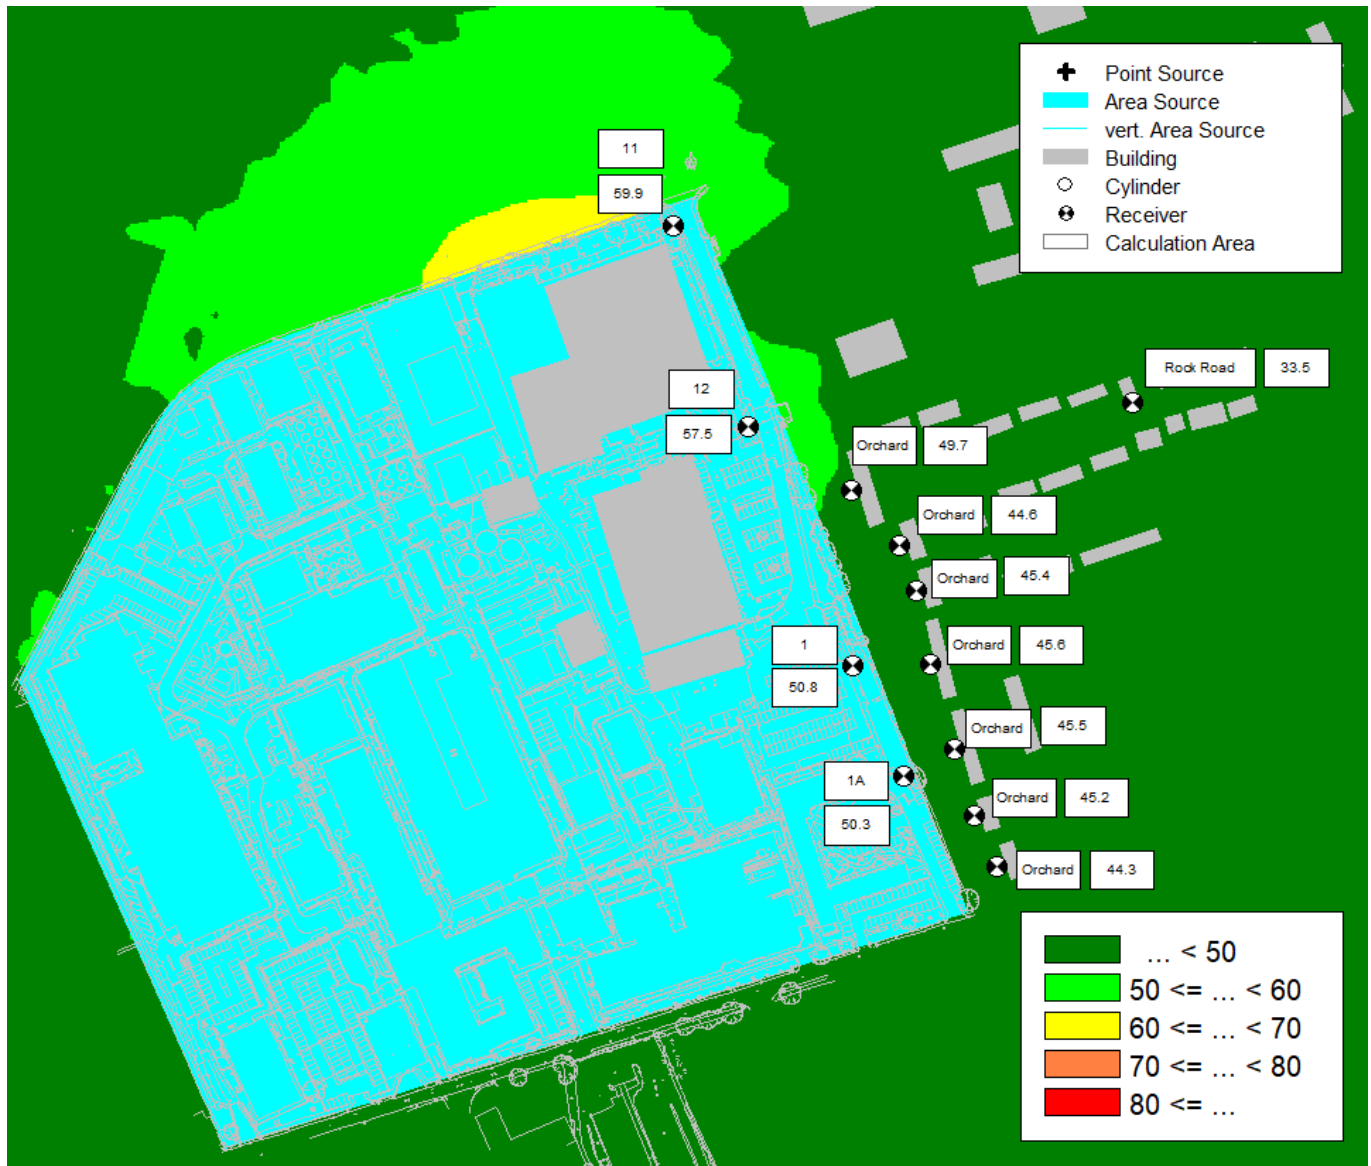 Point Source
Area Source
vert. Area Source
Building
Cylinder
Receiver
Calculation Area
11
59.9
Rock Road 33.5
12
57.5
Orchard 49.7
Orchard 44.6
Orchard 45.4
1
50.8
Orchard 45.6
Orchard 45.5
1A
50.3
Orchard 45.2
Orchard 44.3
... < 50
50 <= ... < 60
60 <= ... < 70
70 <= ... < 80
80 <= ...